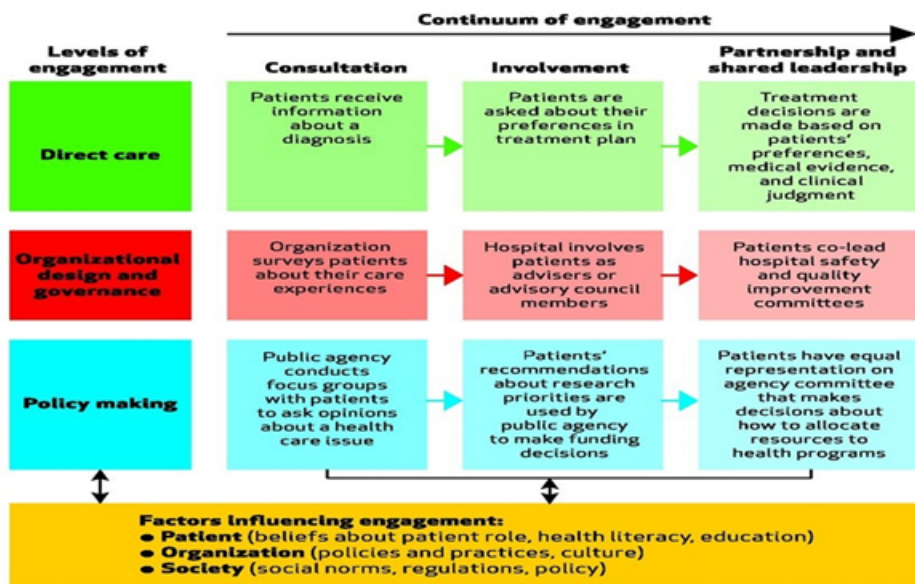 Continuum of engagement
Levels of
engagement
Consultation
Involvement
Partnership and
shared leadership
Direct care
Patients receive
information
about a
diagnosis
Patients are
asked about their
preferences in
treatment plan
Treatment
decisions are
made based on
patients'
preferences,
medical evidence,
and clinical
judgment
Organizational
design and
governance
Organization
surveys patients
about their care
experiences
Hospital involves
patients as
advisers or
advisory council
members
Patients co-lead
hospital safety
and quality
improvement
committees
Policy making
Public agency
conducts
focus groups
with patients
to ask opinions
about a health
care issue
Patients'
recommendations
about research
priorities are
used by
public agency
to make funding
decisions
Patients have equal
representation on
agency committee
that makes
decisions about
how to allocate
resources to
health programs
Factors influencing engagement:
● Patient (beliefs about patient role, health literacy, education)
● Organization (policies and practices, culture)
● Society (social norms, regulations, policy)